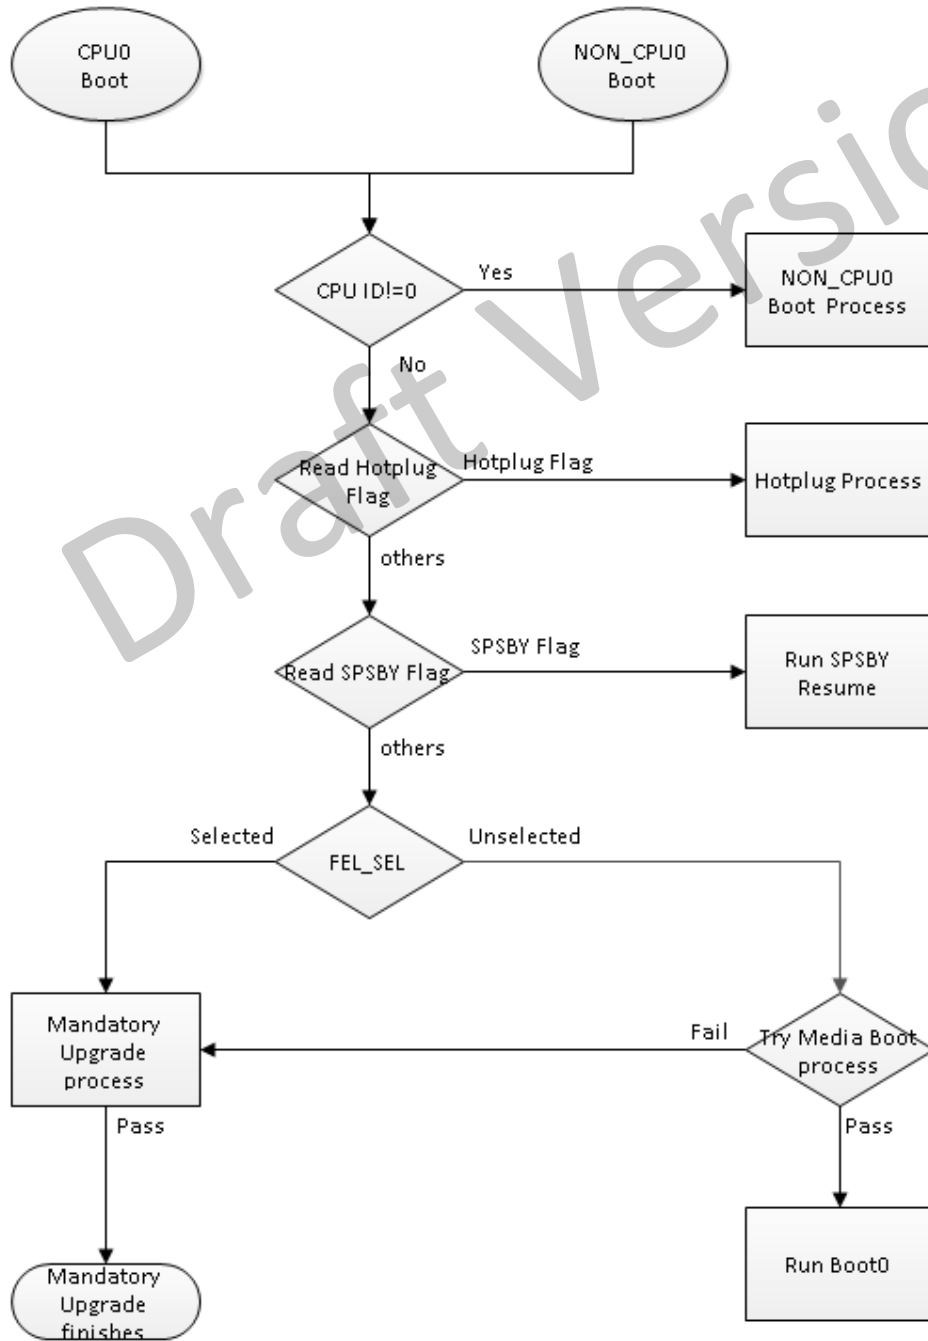 CPU0
Boot
NON_CPU0
Boot
CPU ID!=0
Yes
NON_CPU0
Boot Process
No
Read Hotplug
Flag
Hotplug Flag
Hotplug Process
others
Read SPSBY Flag
SPSBY Flag
Run SPSBY
Resume
others
Selected
FEL_SEL
Unselected
Mandatory
Upgrade
process
Fail
Try Media Boot
process
Pass
Pass
Mandatory
Upgrade
finishes
Run Boot0
Draft Versio